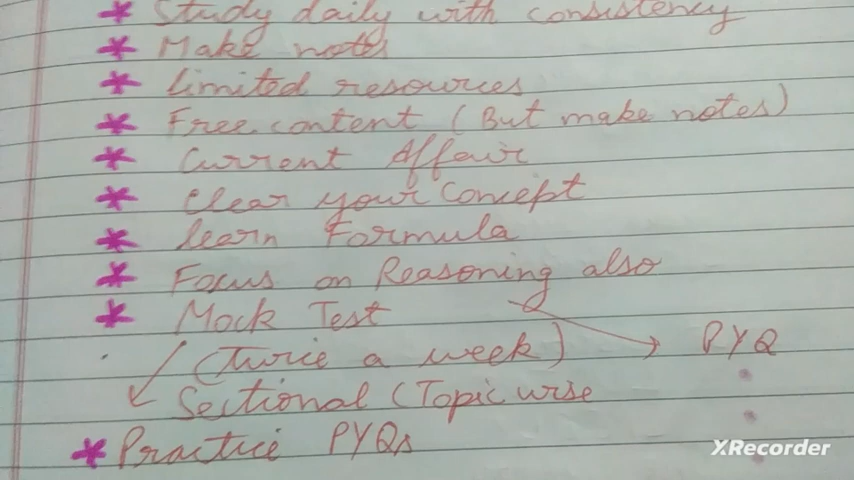 * Study daily with consistency
* Make notes
* limited resources
* Free content (But make notes)
* Current Affair
* Clear your Concept
* learn Formula
* Focus on Reasoning also
* Mock Test
(twice a week) PYQ
Sectional (Topic wise
* Practice PYQs
XRecorder